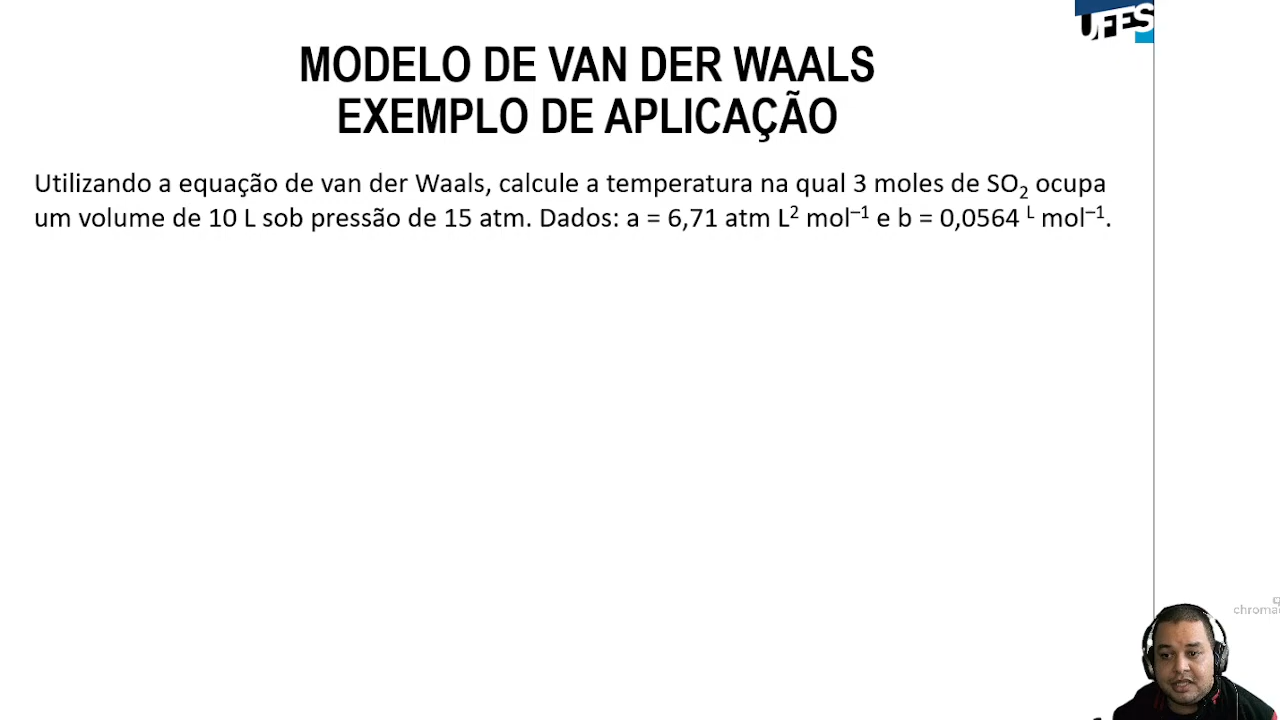 UFES
MODELO DE VAN DER WAALS
EXEMPLO DE APLICAÇÃO
Utilizando a equação de van der Waals, calcule a temperatura na qual 3 moles de SO₂ ocupa
um volume de 10 L sob pressão de 15 atm. Dados: a = 6,71 atm L² mol⁻¹ e b = 0,0564 ᴸ mol⁻¹.